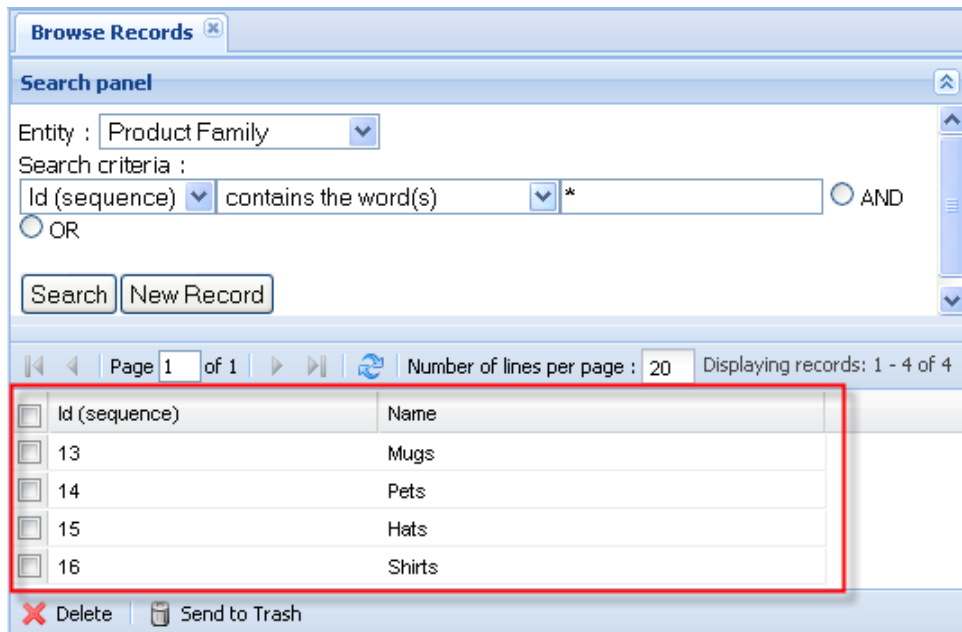 Browse Records
Search panel
Entity : Product Family
Search criteria :
Id (sequence) contains the word(s) * AND
OR
Search New Record
Page 1 of 1 Number of lines per page : 20 Displaying records: 1 - 4 of 4
Id (sequence) Name
13 Mugs
14 Pets
15 Hats
16 Shirts
Delete Send to Trash